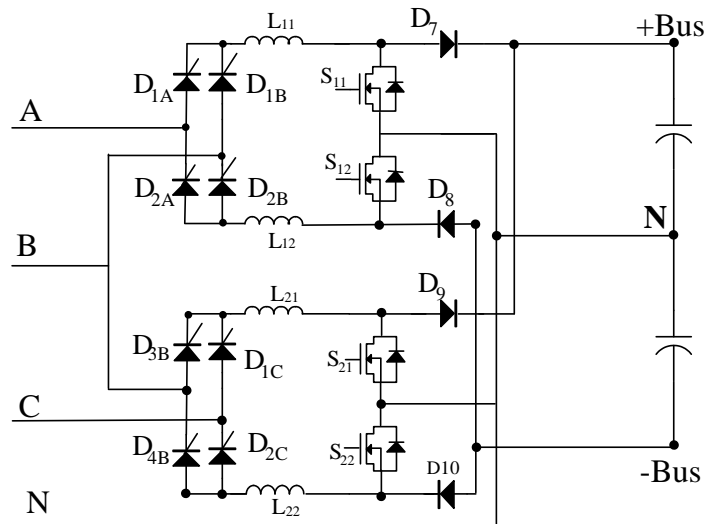 L11
D7
+Bus
D1A
D1B
S11
A
S12
D2A
D2B
D8
N
L12
B
L21
D9
D3B
D1C
S21
C
D4B
D2C
S22
D10
-Bus
N
L22